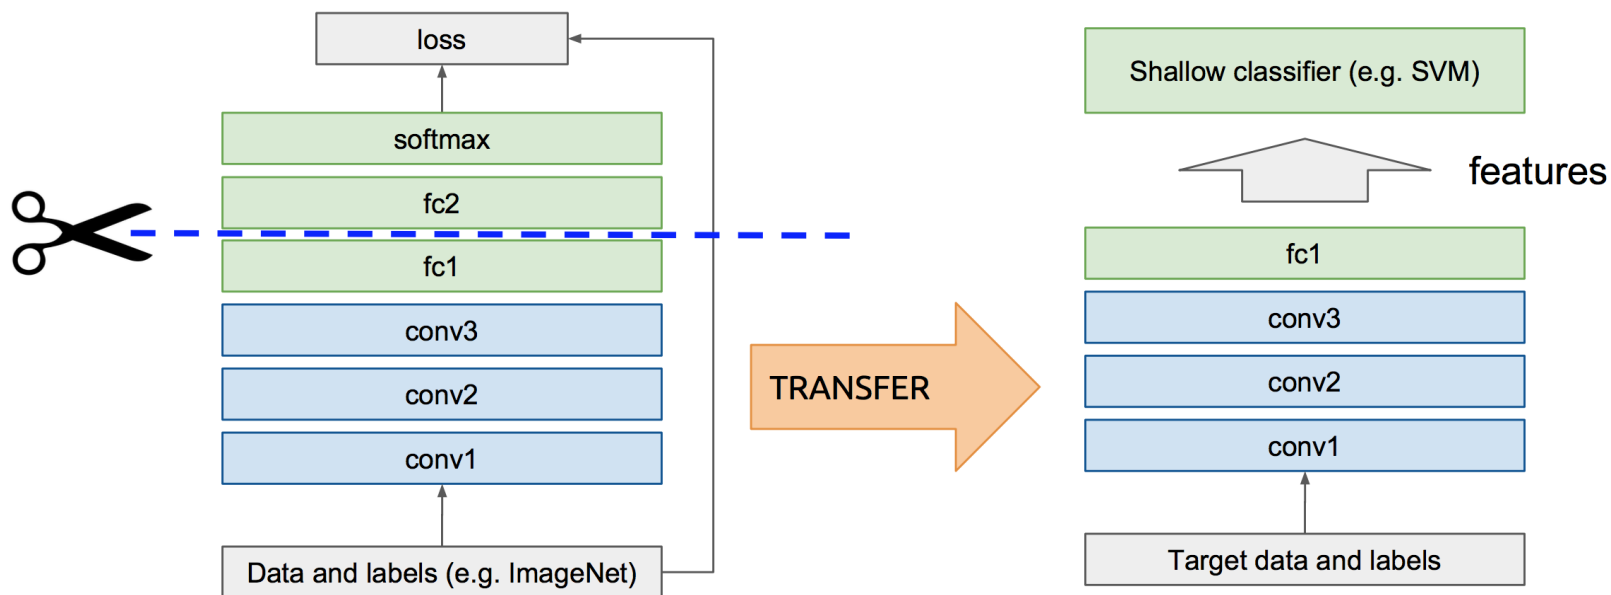 loss
softmax
fc2
fc1
conv3
conv2
conv1
Data and labels (e.g. ImageNet)
TRANSFER
Shallow classifier (e.g. SVM)
features
fc1
conv3
conv2
conv1
Target data and labels